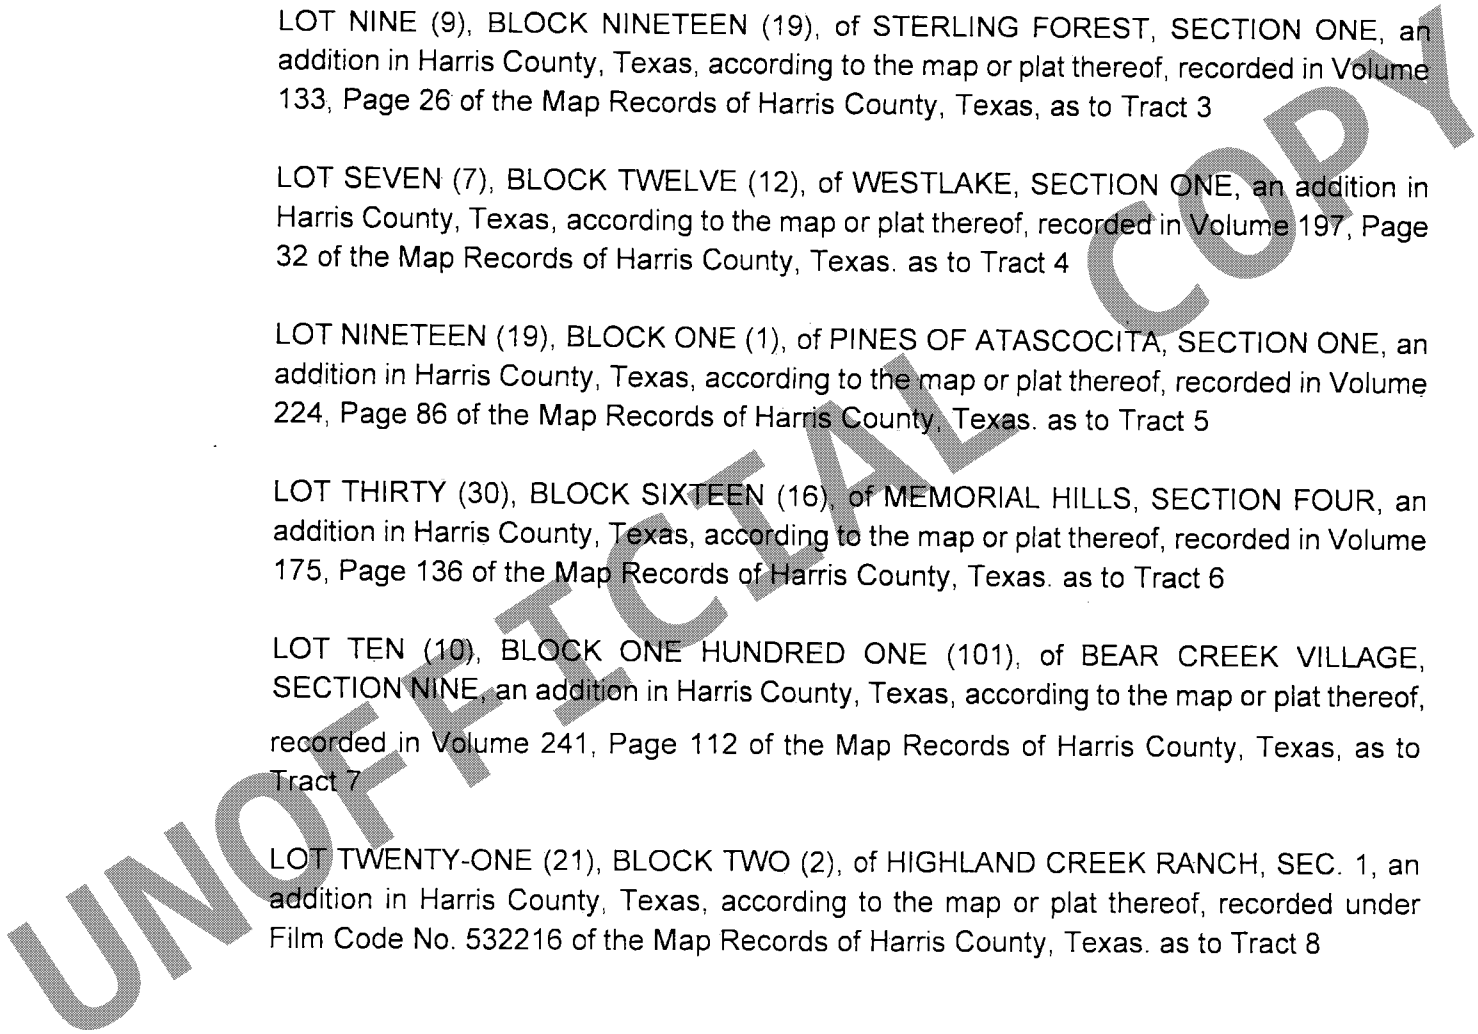 LOT NINE (9), BLOCK NINETEEN (19), of STERLING FOREST, SECTION ONE, an
addition in Harris County, Texas, according to the map or plat thereof, recorded in Volume
133, Page 26 of the Map Records of Harris County, Texas, as to Tract 3
LOT SEVEN (7), BLOCK TWELVE (12), of WESTLAKE, SECTION ONE, an addition in
Harris County, Texas, according to the map or plat thereof, recorded in Volume 197, Page
32 of the Map Records of Harris County, Texas. as to Tract 4
LOT NINETEEN (19), BLOCK ONE (1), of PINES OF ATASCOCITA, SECTION ONE, an
addition in Harris County, Texas, according to the map or plat thereof, recorded in Volume
224, Page 86 of the Map Records of Harris County, Texas. as to Tract 5
LOT THIRTY (30), BLOCK SIXTEEN (16), of MEMORIAL HILLS, SECTION FOUR, an
addition in Harris County, Texas, according to the map or plat thereof, recorded in Volume
175, Page 136 of the Map Records of Harris County, Texas. as to Tract 6
LOT TEN (10), BLOCK ONE HUNDRED ONE (101), of BEAR CREEK VILLAGE,
SECTION NINE, an addition in Harris County, Texas, according to the map or plat thereof,
recorded in Volume 241, Page 112 of the Map Records of Harris County, Texas, as to
Tract 7
LOT TWENTY-ONE (21), BLOCK TWO (2), of HIGHLAND CREEK RANCH, SEC. 1, an
addition in Harris County, Texas, according to the map or plat thereof, recorded under
Film Code No. 532216 of the Map Records of Harris County, Texas. as to Tract 8
UNOFFICIAL COPY